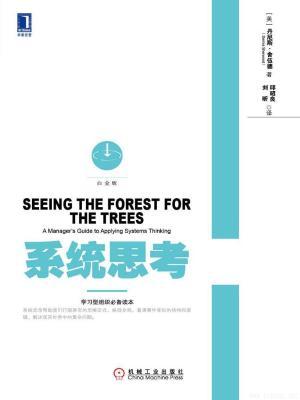 [美]丹尼斯·舍伍德 著
(Dennis Sherwood)
邱昭良
刘昕
译
白金版
SEEING THE FOREST FOR
THE TREES
A Manager's Guide to Applying Systems Thinking
系统思考
学习型组织必备读本
机械工业出版社
CHINA MACHINE PRESS